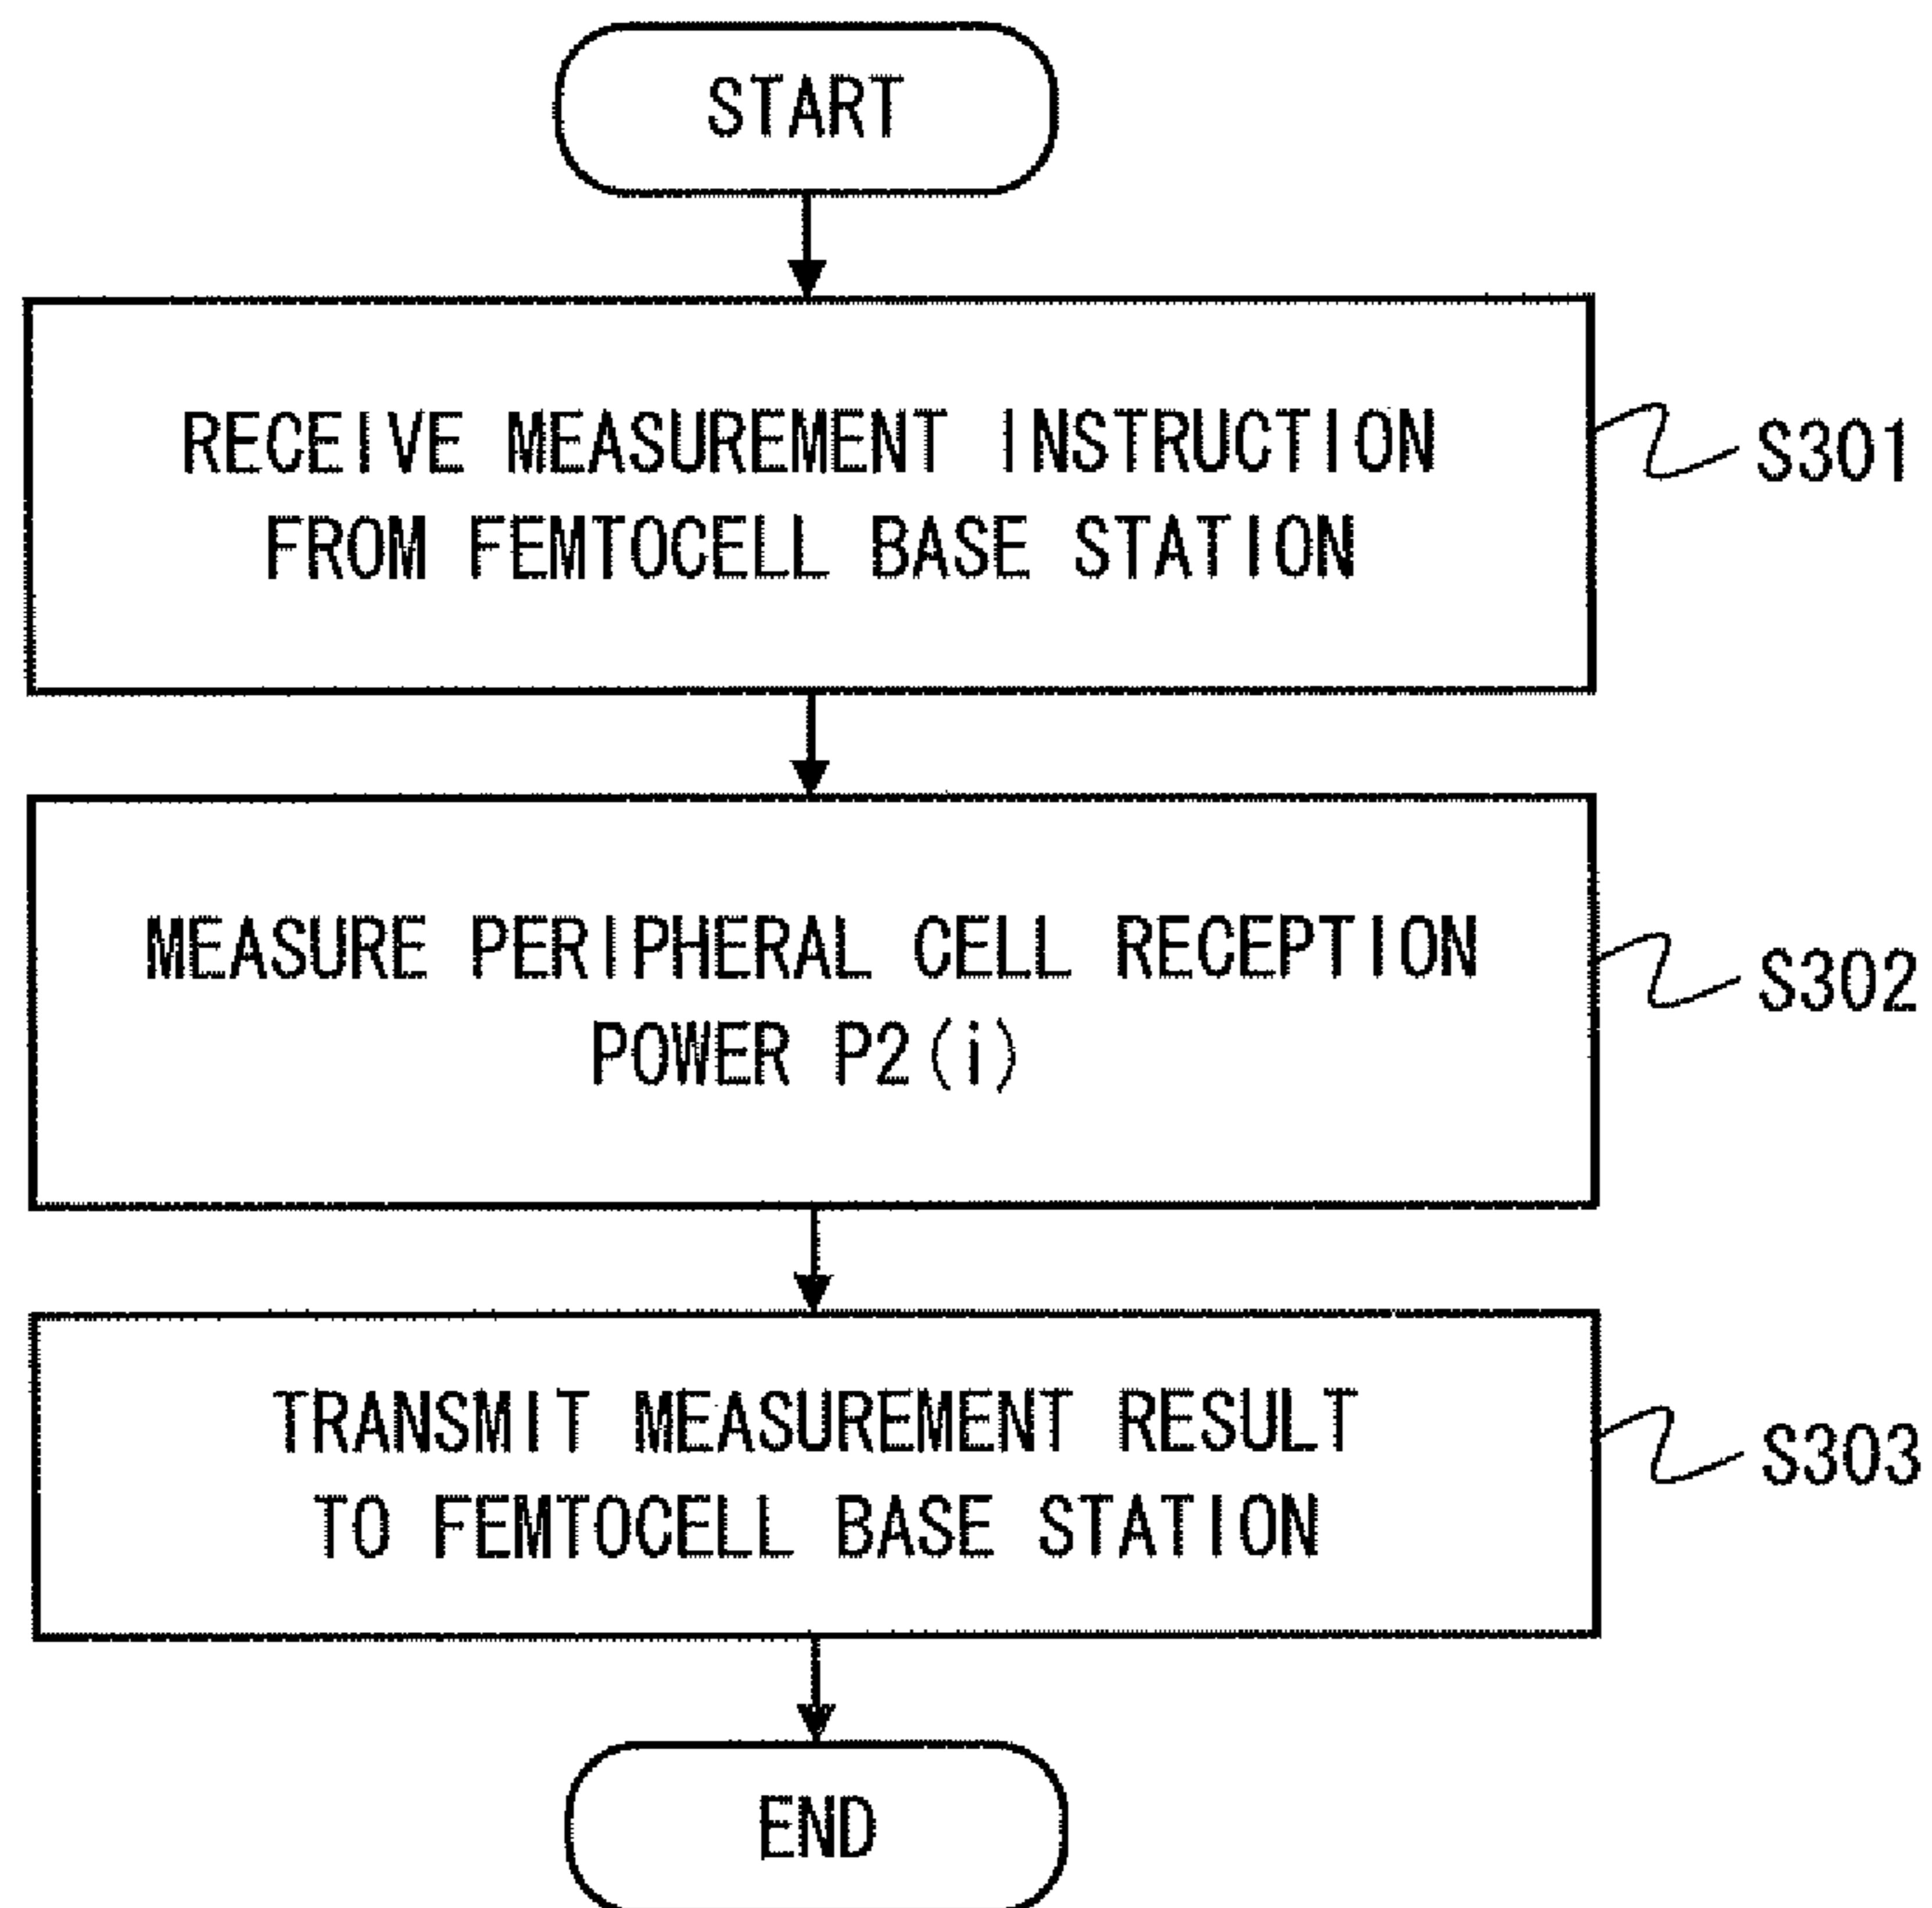 START
RECEIVE MEASUREMENT INSTRUCTION
FROM FEMTOCELL BASE STATION
S301
MEASURE PERIPHERAL CELL RECEPTION
POWER P2(i)
S302
TRANSMIT MEASUREMENT RESULT
TO FEMTOCELL BASE STATION
S303
END